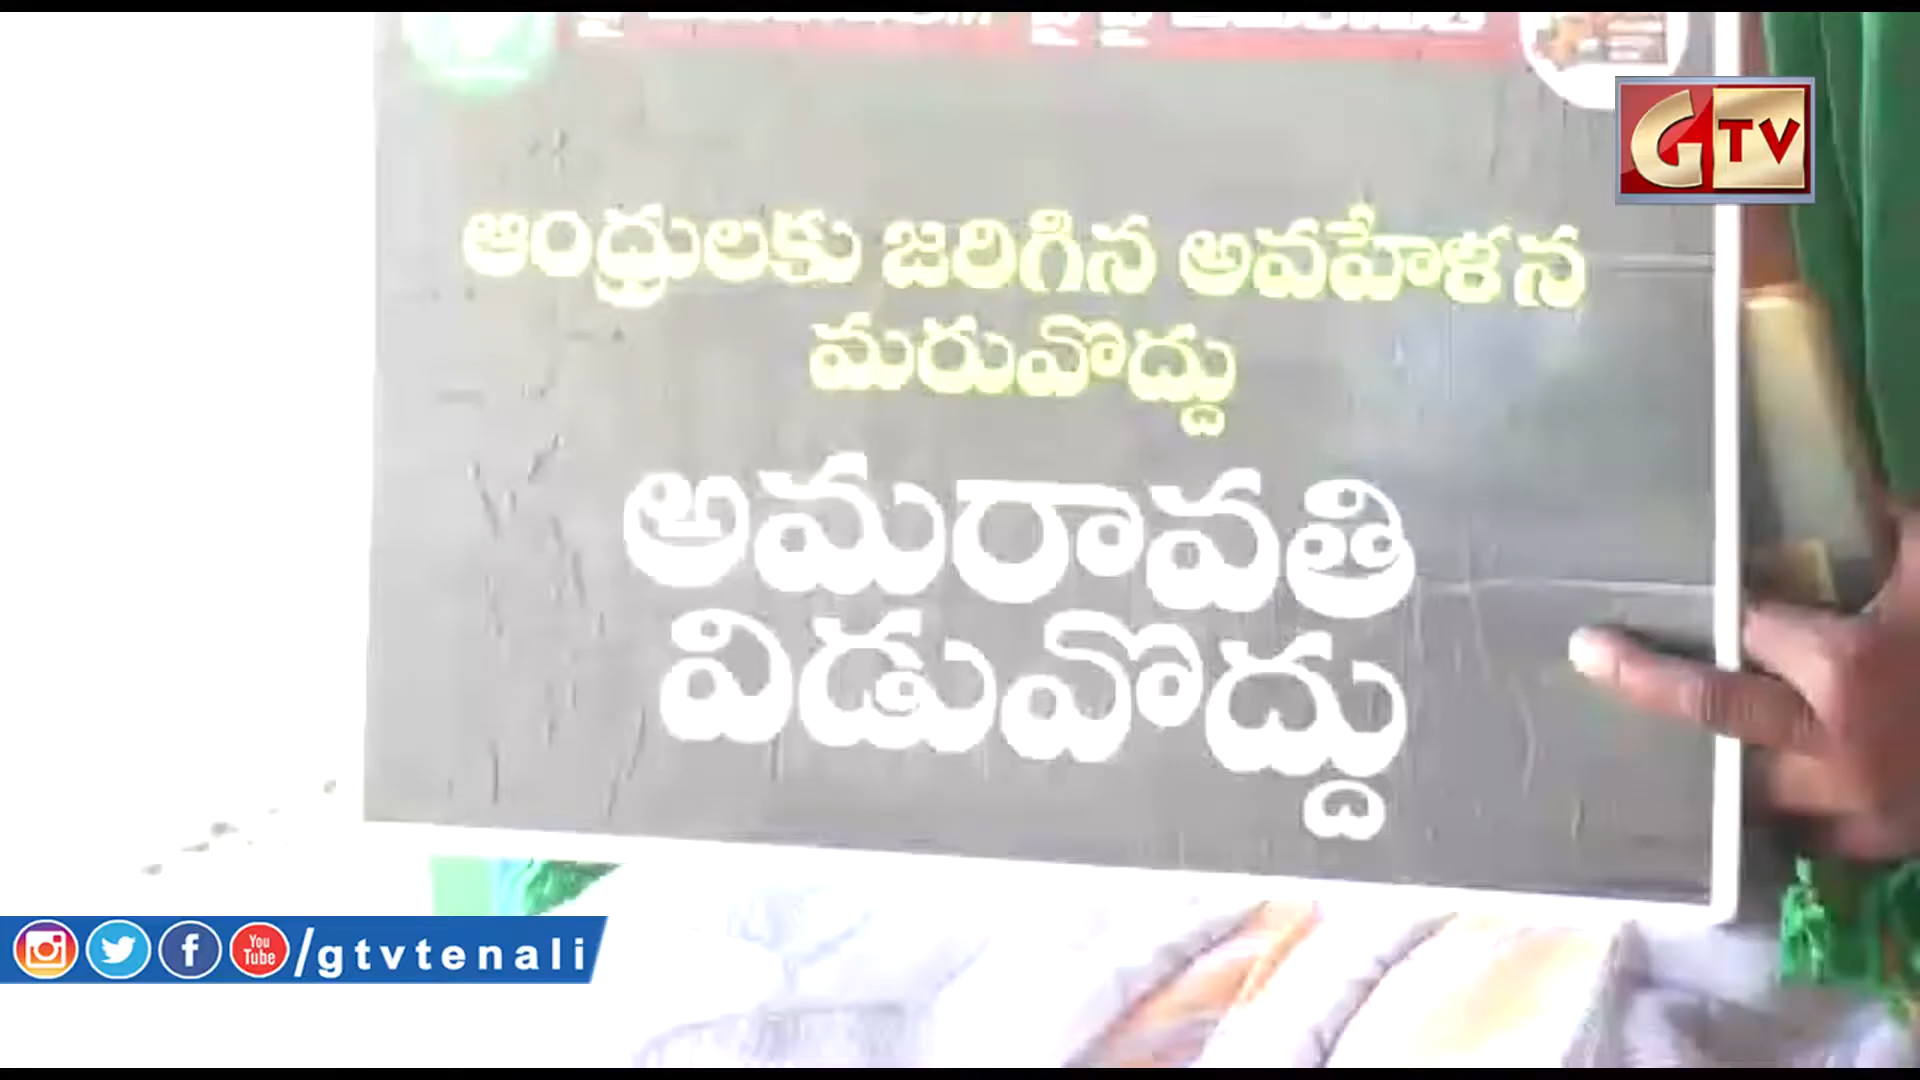 GTV
ఆంధ్రులకు జరిగిన అవహేళన
మరువొద్దు
అమరావతి
విడువొద్దు
/gtvtenali